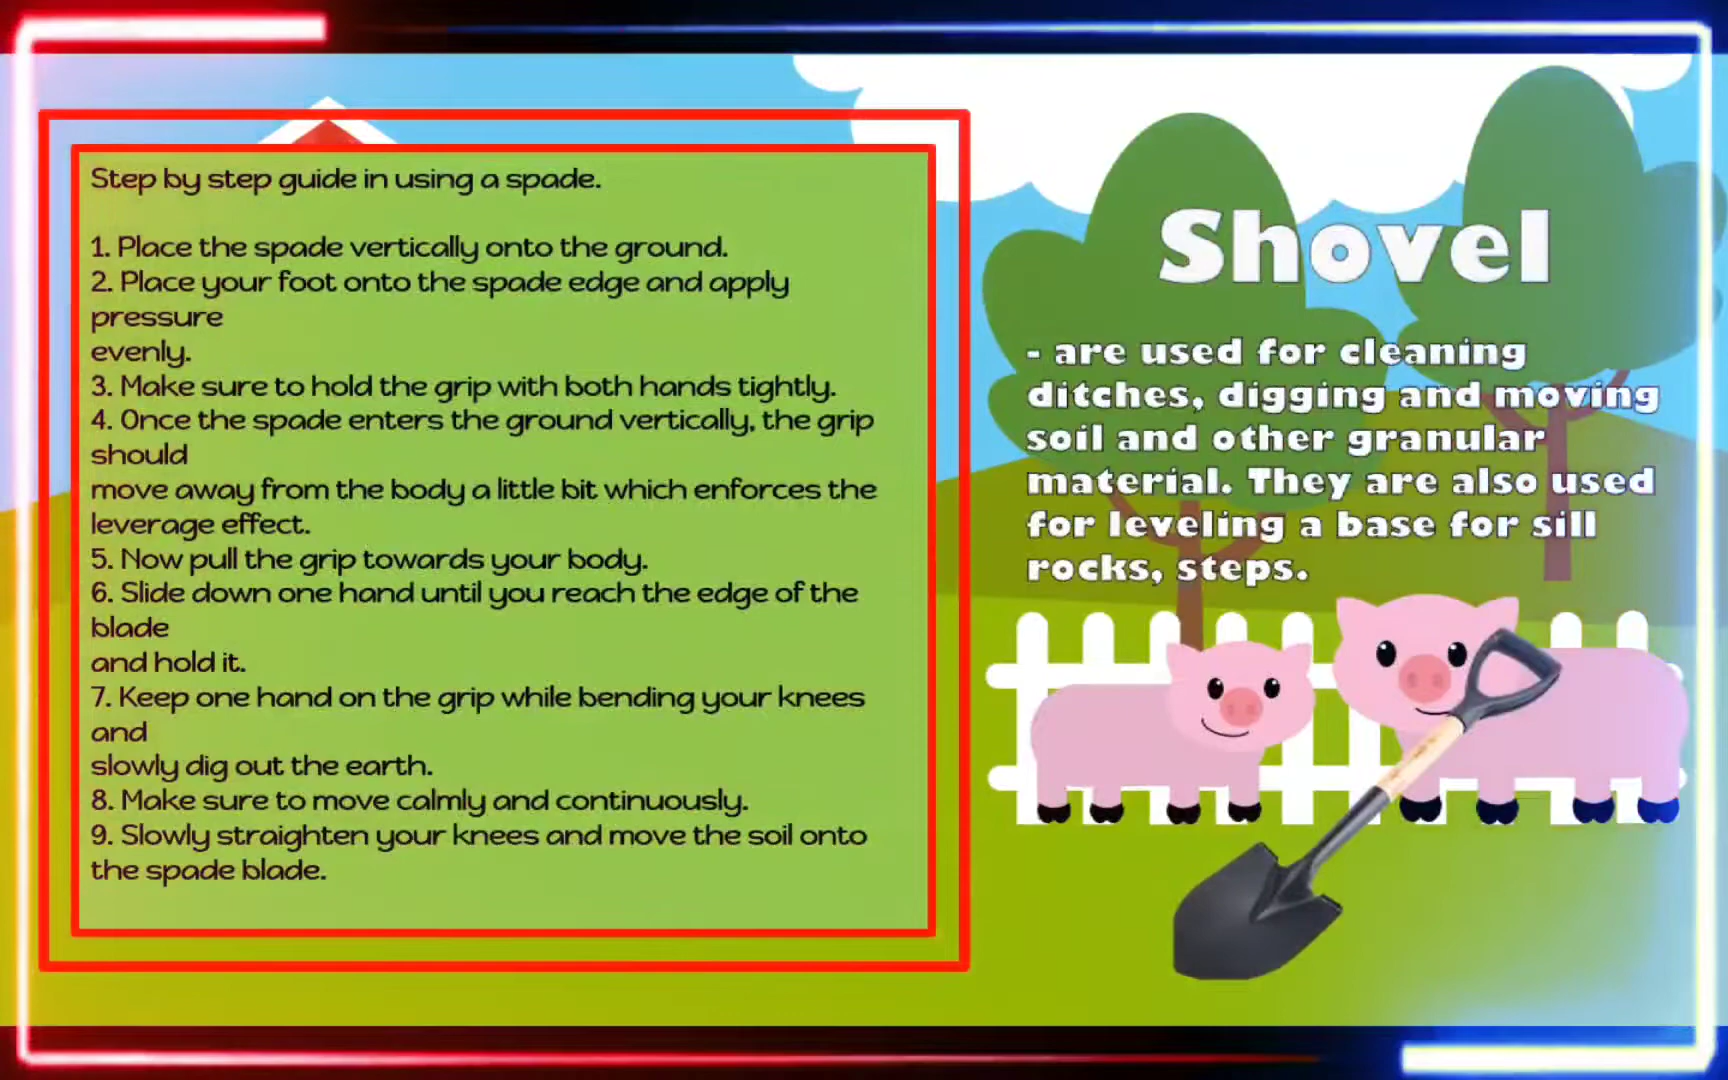 Step by step guide in using a spade.
1. Place the spade vertically onto the ground.
2. Place your foot onto the spade edge and apply
pressure
evenly.
3. Make sure to hold the grip with both hands tightly.
4. Once the spade enters the ground vertically, the grip
should
move away from the body a little bit which enforces the
leverage effect.
5. Now pull the grip towards your body.
6. Slide down one hand until you reach the edge of the
blade
and hold it.
7. Keep one hand on the grip while bending your knees
and
slowly dig out the earth.
8. Make sure to move calmly and continuously.
9. Slowly straighten your knees and move the soil onto
the spade blade.
Shovel
- are used for cleaning
ditches, digging and moving
soil and other granular
material. They are also used
for leveling a base for sill
rocks, steps.